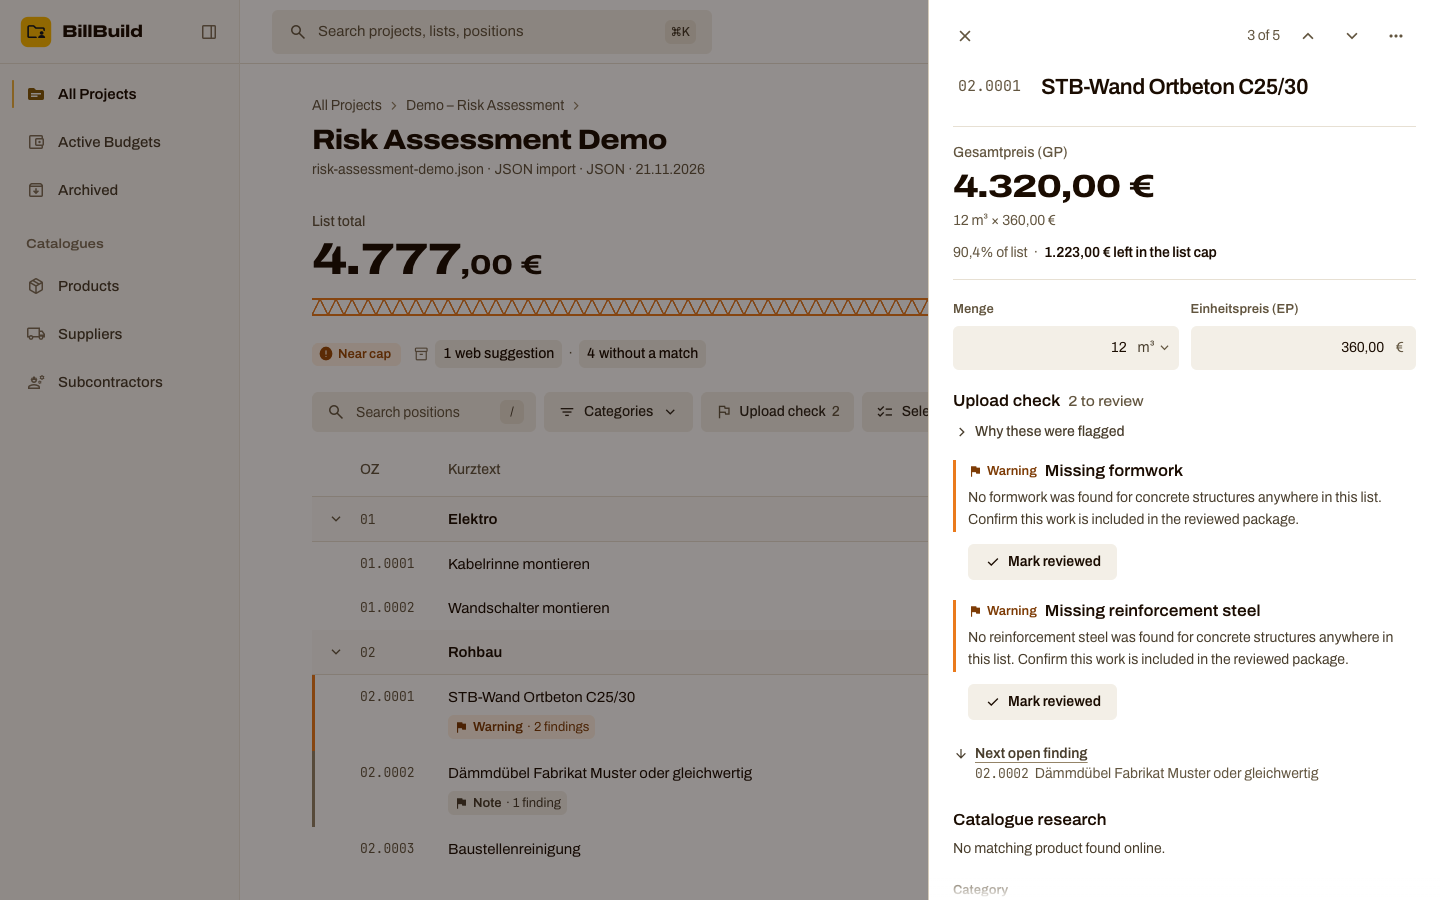 BillBuild
Search projects, lists, positions
⌘K
All Projects
Active Budgets
Archived
Catalogues
Products
Suppliers
Subcontractors
All Projects
Demo – Risk Assessment
Risk Assessment Demo
risk-assessment-demo.json · JSON import · JSON · 21.11.2026
List total
4.777,00 €
Near cap
1 web suggestion
·
4 without a match
Search positions
/
Categories
Upload check 2
Sele
OZ
Kurztext
01
Elektro
01.0001
Kabelrinne montieren
01.0002
Wandschalter montieren
02
Rohbau
02.0001
STB-Wand Ortbeton C25/30
Warning · 2 findings
02.0002
Dämmdübel Fabrikat Muster oder gleichwertig
Note · 1 finding
02.0003
Baustellenreinigung
3 of 5
02.0001
STB-Wand Ortbeton C25/30
Gesamtpreis (GP)
4.320,00 €
12 m³ × 360,00 €
90,4% of list · 1.223,00 € left in the list cap
Menge
Einheitspreis (EP)
12 m³
360,00 €
Upload check 2 to review
Why these were flagged
Warning Missing formwork
No formwork was found for concrete structures anywhere in this list.
Confirm this work is included in the reviewed package.
Mark reviewed
Warning Missing reinforcement steel
No reinforcement steel was found for concrete structures anywhere in
this list. Confirm this work is included in the reviewed package.
Mark reviewed
Next open finding
02.0002 Dämmdübel Fabrikat Muster oder gleichwertig
Catalogue research
No matching product found online.
Category